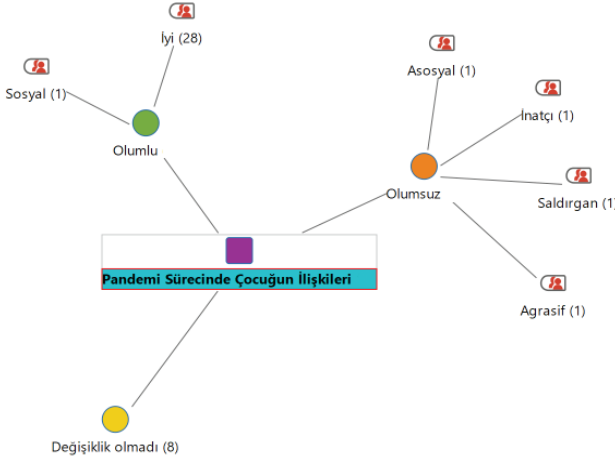 İyi (28)
Sosyal (1)
Olumlu
Asosyal (1)
İnatçı (1)
Saldırgan (1)
Olumsuz
Agrasif (1)
Pandemi Sürecinde Çocuğun İlişkileri
Değişiklik olmadı (8)